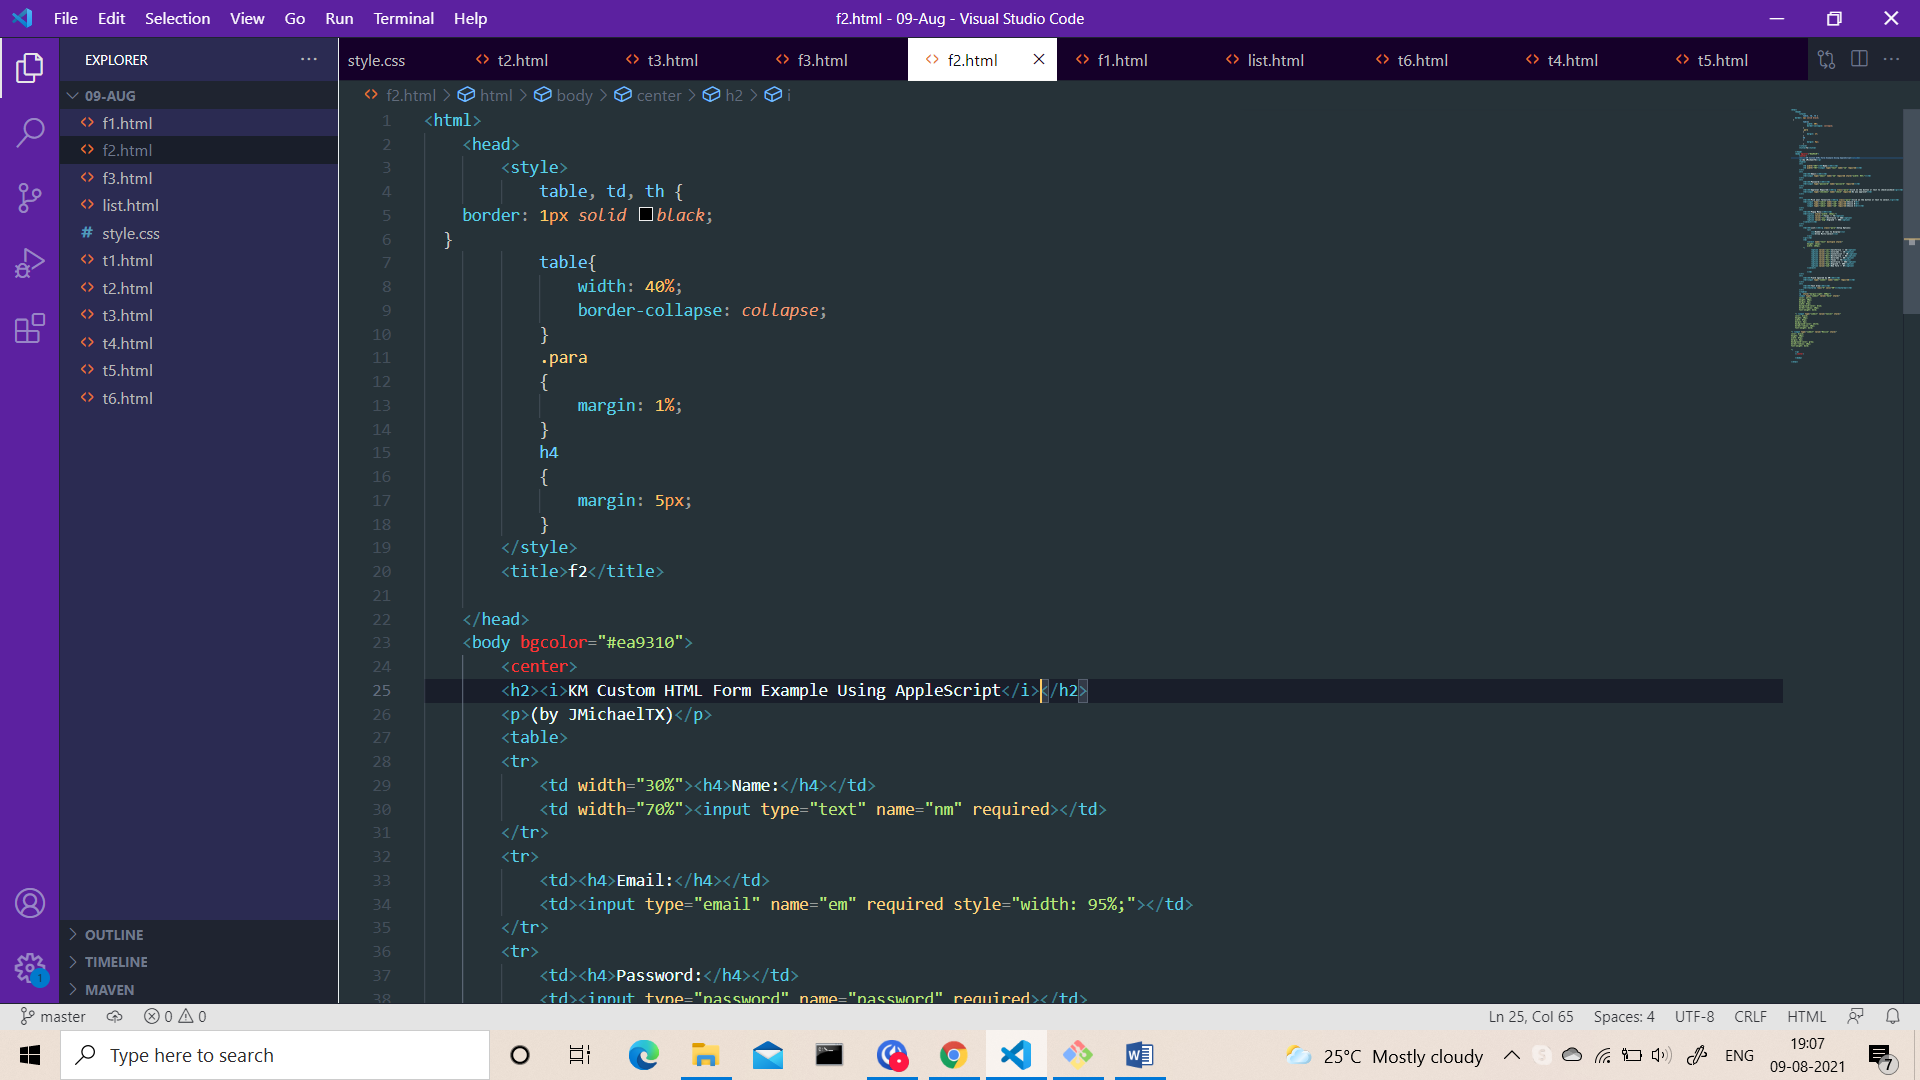 File Edit Selection View Go Run Terminal Help
f2.html - 09-Aug - Visual Studio Code
EXPLORER
09-AUG
f1.html
f2.html
f3.html
list.html
# style.css
t1.html
t2.html
t3.html
t4.html
t5.html
t6.html
OUTLINE
TIMELINE
MAVEN
1
style.css t2.html t3.html f3.html f2.html f1.html list.html t6.html t4.html t5.html
f2.html > html > body > center > h2 > i
1 <html>
2 <head>
3 <style>
4 table, td, th {
5 border: 1px solid black;
6 }
7 table{
8 width: 40%;
9 border-collapse: collapse;
10 }
11 .para
12 {
13 margin: 1%;
14 }
15 h4
16 {
17 margin: 5px;
18 }
19 </style>
20 <title>f2</title>
21
22 </head>
23 <body bgcolor="#ea9310">
24 <center>
25 <h2><i>KM Custom HTML Form Example Using AppleScript</i></h2>
26 <p>(by JMichaelTX)</p>
27 <table>
28 <tr>
29 <td width="30%"><h4>Name:</h4></td>
30 <td width="70%"><input type="text" name="nm" required></td>
31 </tr>
32 <tr>
33 <td><h4>Email:</h4></td>
34 <td><input type="email" name="em" required style="width: 95%;"></td>
35 </tr>
36 <tr>
37 <td><h4>Password:</h4></td>
38 <td><input type="password" name="password" required></td>
master 0 0
Ln 25, Col 65 Spaces: 4 UTF-8 CRLF HTML
Type here to search
25°C Mostly cloudy
ENG
19:07
09-08-2021
7